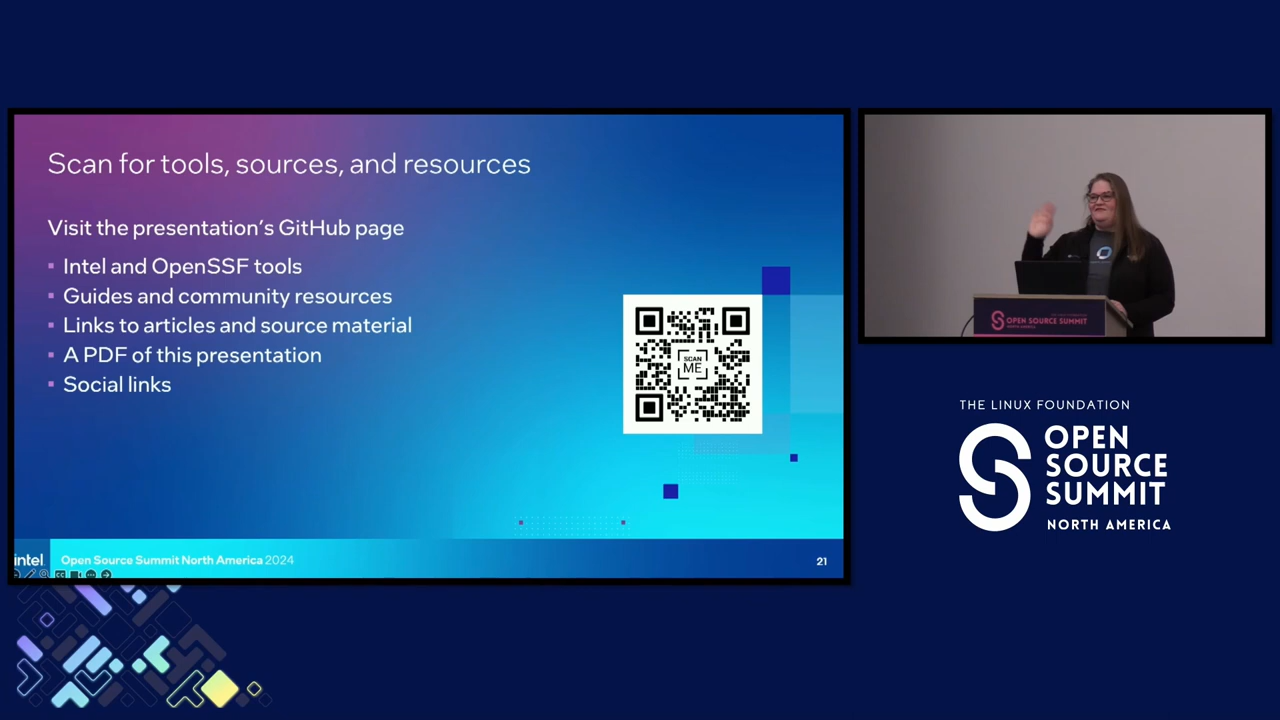 Scan for tools, sources, and resources
Visit the presentation's GitHub page
Intel and OpenSSF tools
Guides and community resources
Links to articles and source material
A PDF of this presentation
Social links
SCAN
ME
intel
Open Source Summit North America 2024
21
OPEN SOURCE SUMMIT
NORTH AMERICA
THE LINUX FOUNDATION
OPEN
SOURCE
SUMMIT
NORTH AMERICA